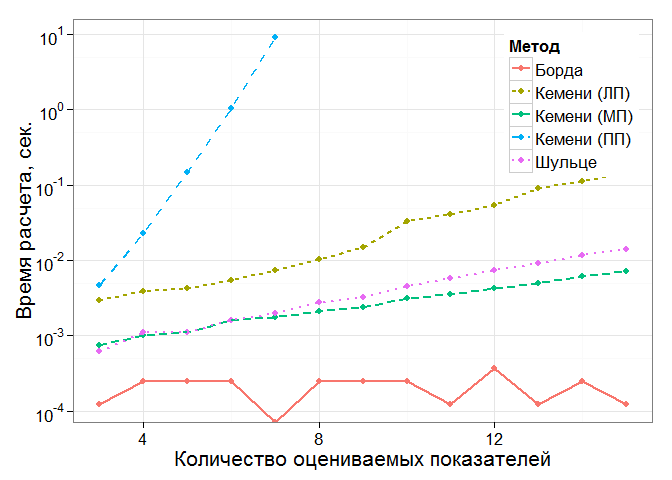 Время расчета, сек.
10^1
10^0
10^-1
10^-2
10^-3
10^-4
Метод
Борда
Кемени (ЛП)
Кемени (МП)
Кемени (ПП)
Шульце
4 8 12
Количество оцениваемых показателей